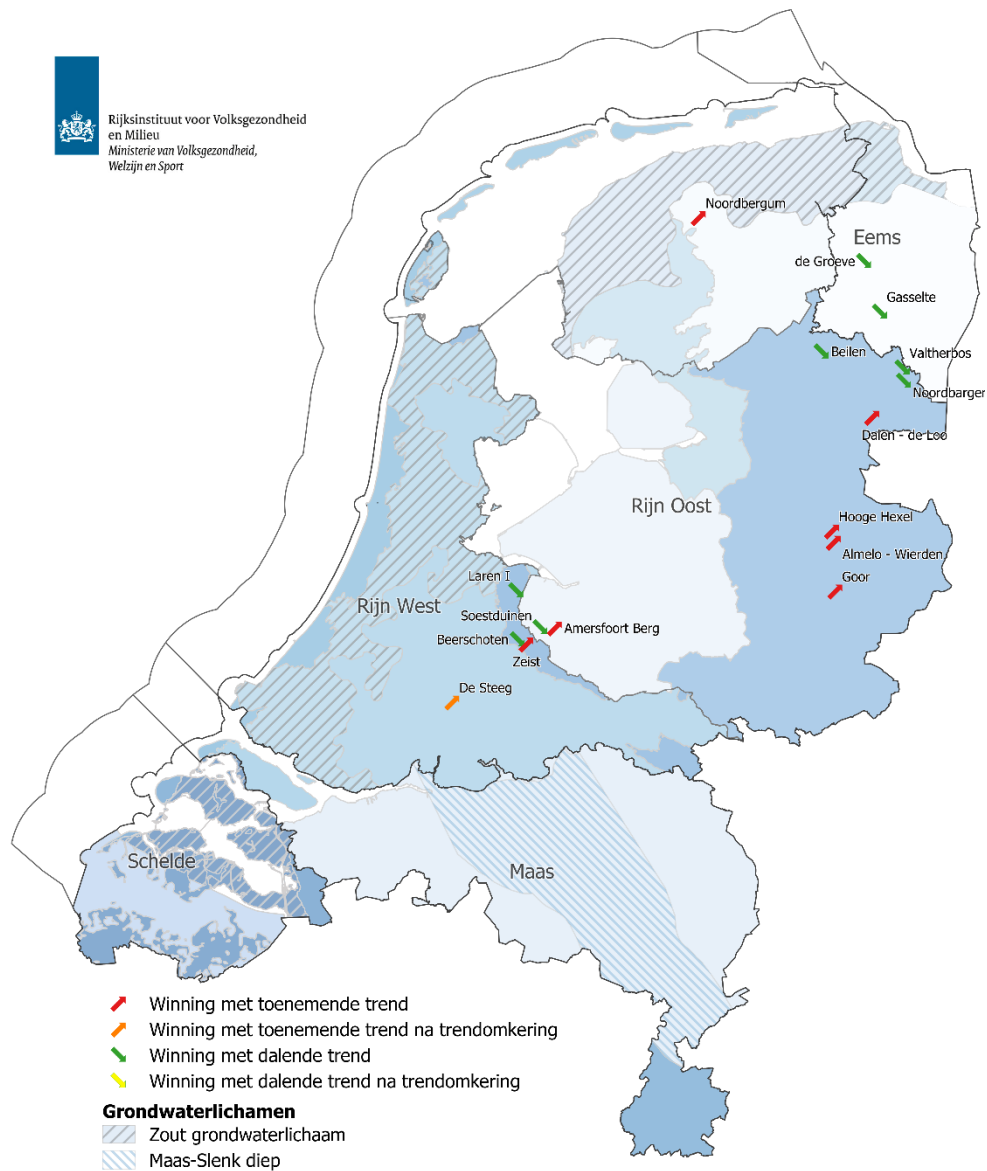 Rijksinstituut voor Volksgezondheid
en Milieu
Ministerie van Volksgezondheid,
Welzijn en Sport
Noordbergum
Eems
de Groeve
Gasselte
Beilen
Valtherbos
Noordbarger
Dalen - de Loo
Rijn Oost
Hooge Hexel
Almelo - Wierden
Goor
Laren I
Rijn West
Soestduinen
Amersfoort Berg
Beerschoten
Zeist
De Steeg
Schelde
Maas
Winning met toenemende trend
Winning met toenemende trend na trendomkering
Winning met dalende trend
Winning met dalende trend na trendomkering
Grondwaterlichamen
Zout grondwaterlichaam
Maas-Slenk diep